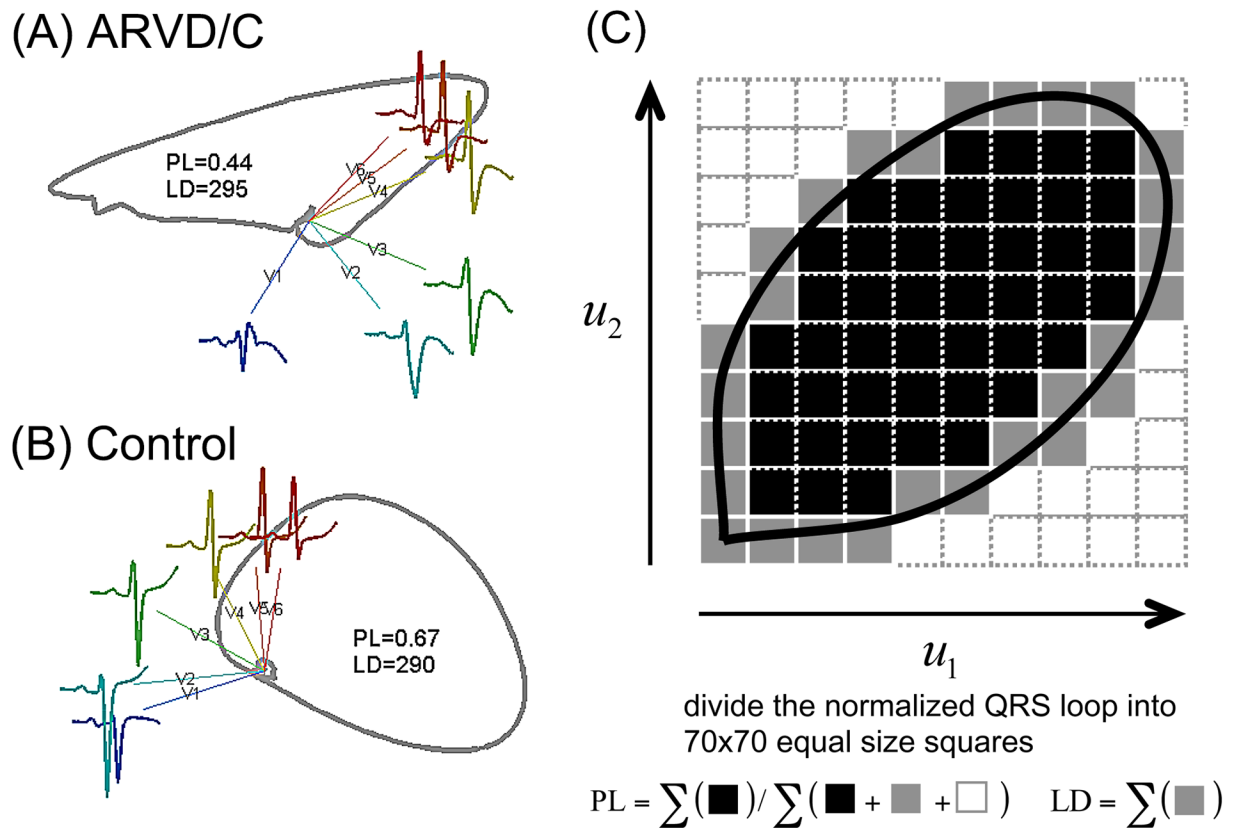 (A) ARVD/C
PL=0.44
LD=295
V6
V5
V4
V3
V2
V1
(B) Control
V4
V5
V6
V3
V2
V1
PL=0.67
LD=290
(C)
u2
u1
divide the normalized QRS loop into
70x70 equal size squares
PL = ∑(■)/∑(■ + ■ + □) LD = ∑(■)